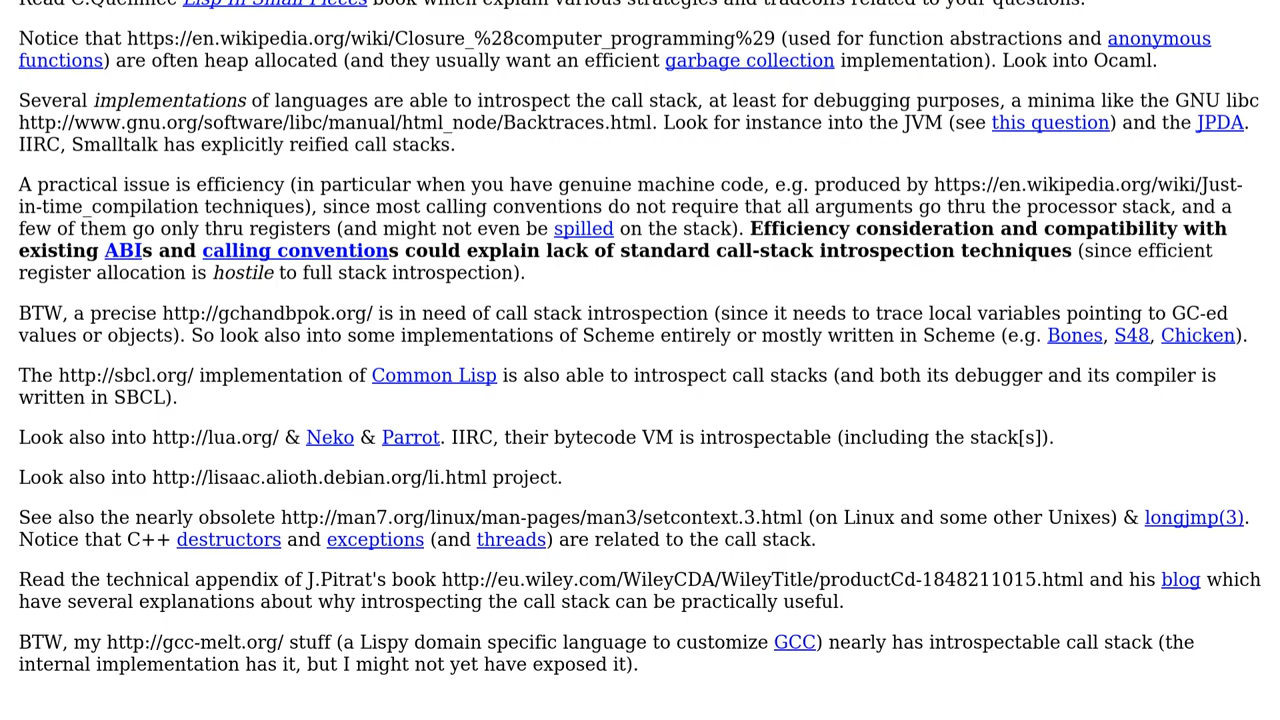 Read C.Queinnec Lisp In Small Pieces book which explain various strategies and tradeoffs related to your questions.
Notice that https://en.wikipedia.org/wiki/Closure_%28computer_programming%29 (used for function abstractions and anonymous
functions) are often heap allocated (and they usually want an efficient garbage collection implementation). Look into Ocaml.
Several implementations of languages are able to introspect the call stack, at least for debugging purposes, a minima like the GNU libc
http://www.gnu.org/software/libc/manual/html_node/Backtraces.html. Look for instance into the JVM (see this question) and the JPDA.
IIRC, Smalltalk has explicitly reified call stacks.
A practical issue is efficiency (in particular when you have genuine machine code, e.g. produced by https://en.wikipedia.org/wiki/Just-
in-time_compilation techniques), since most calling conventions do not require that all arguments go thru the processor stack, and a
few of them go only thru registers (and might not even be spilled on the stack). Efficiency consideration and compatibility with
existing ABIs and calling conventions could explain lack of standard call-stack introspection techniques (since efficient
register allocation is hostile to full stack introspection).
BTW, a precise http://gchandbpok.org/ is in need of call stack introspection (since it needs to trace local variables pointing to GC-ed
values or objects). So look also into some implementations of Scheme entirely or mostly written in Scheme (e.g. Bones, S48, Chicken).
The http://sbcl.org/ implementation of Common Lisp is also able to introspect call stacks (and both its debugger and its compiler is
written in SBCL).
Look also into http://lua.org/ & Neko & Parrot. IIRC, their bytecode VM is introspectable (including the stack[s]).
Look also into http://lisaac.alioth.debian.org/li.html project.
See also the nearly obsolete http://man7.org/linux/man-pages/man3/setcontext.3.html (on Linux and some other Unixes) & longjmp(3).
Notice that C++ destructors and exceptions (and threads) are related to the call stack.
Read the technical appendix of J.Pitrat's book http://eu.wiley.com/WileyCDA/WileyTitle/productCd-1848211015.html and his blog which
have several explanations about why introspecting the call stack can be practically useful.
BTW, my http://gcc-melt.org/ stuff (a Lispy domain specific language to customize GCC) nearly has introspectable call stack (the
internal implementation has it, but I might not yet have exposed it).